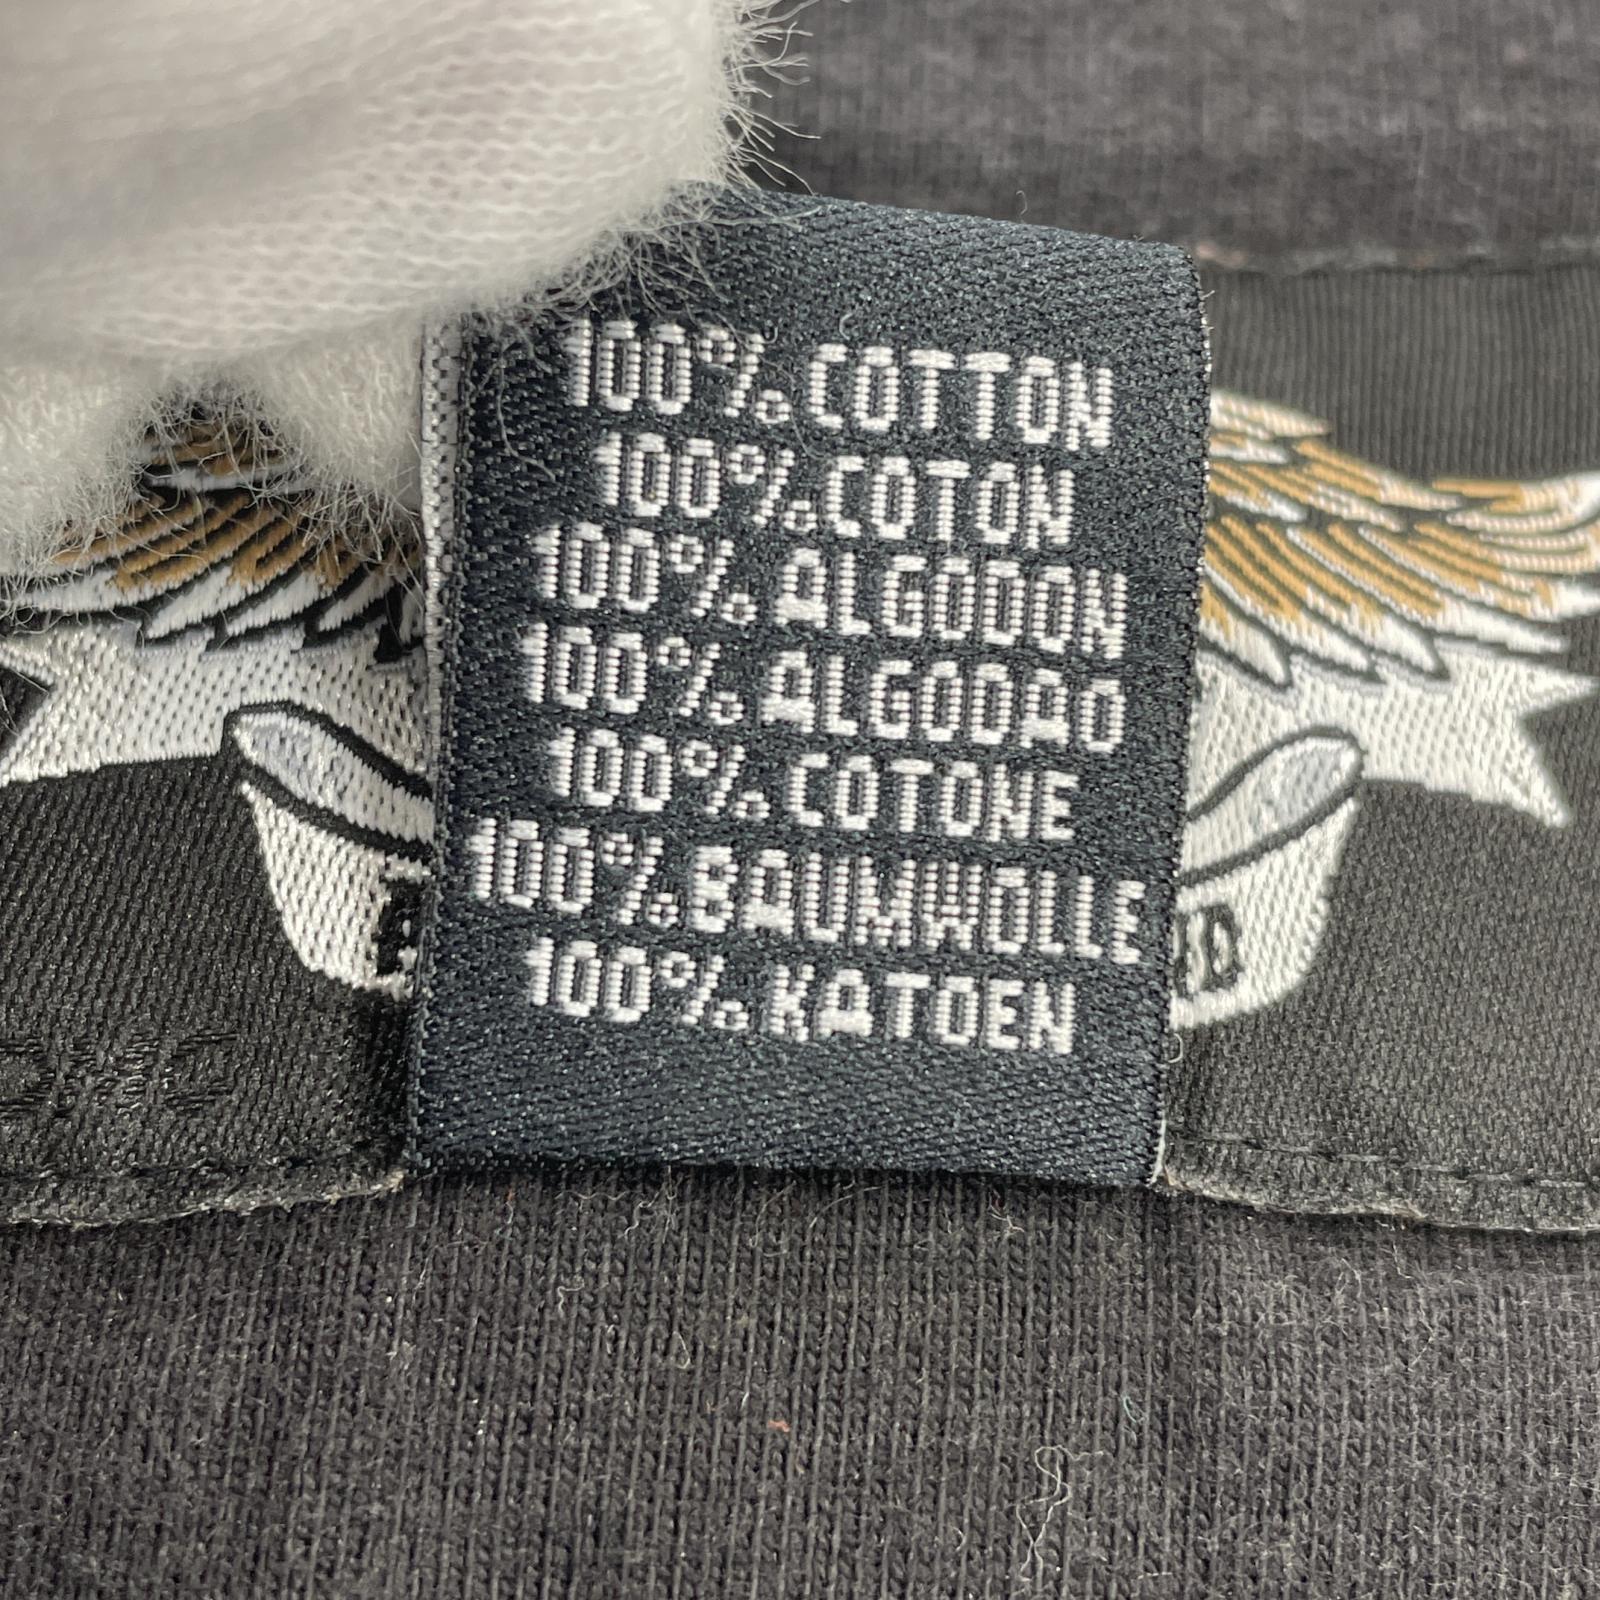 100% COTTON
100% COTON
100% ALGODON
100% ALGODAO
100% COTONE
100% BAUMWOLLE
100% KATOEN